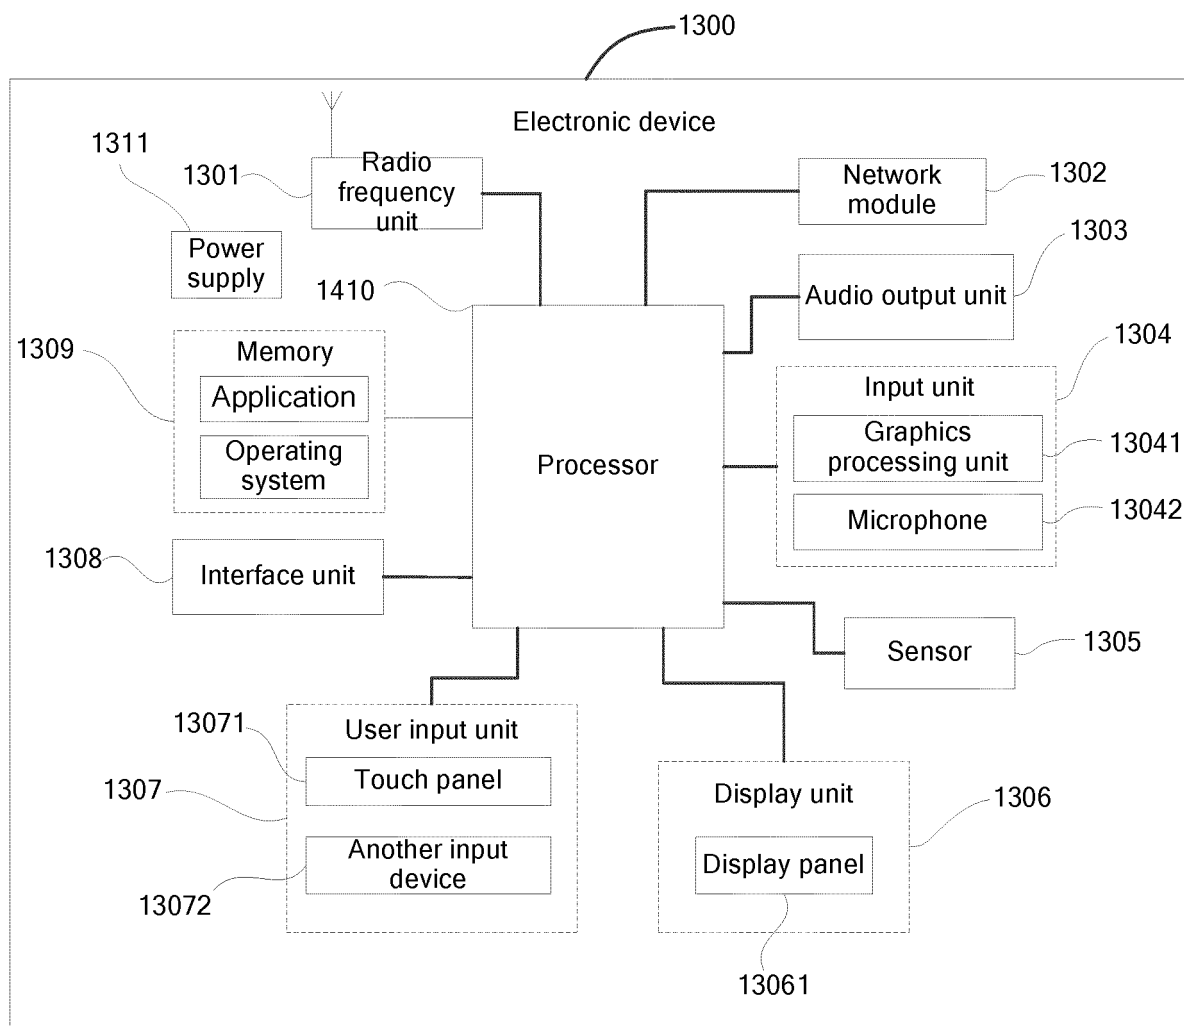 1300
Electronic device
1311
1301
Radio
frequency
unit
Network
module
1302
Power
supply
1303
1410
Audio output unit
1309
Memory
Application
Operating
system
Processor
1304
Input unit
Graphics
processing unit
13041
Microphone
13042
1308
Interface unit
Sensor
1305
13071
User input unit
Touch panel
1307
Another input
device
13072
Display unit
1306
Display panel
13061